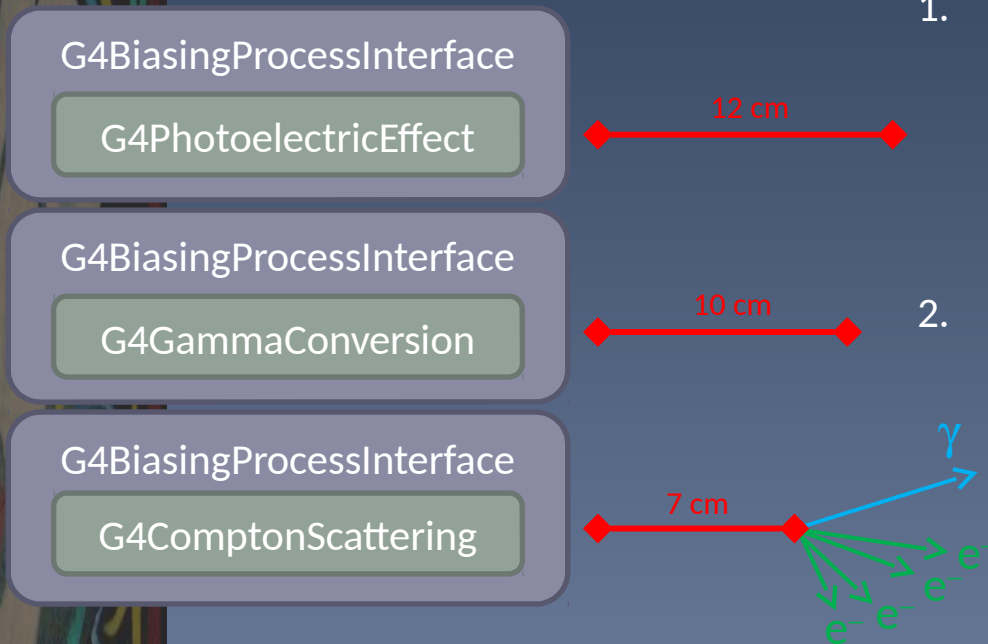 1.
G4BiasingProcessInterface
12 cm
G4PhotoelectricEffect
G4BiasingProcessInterface
10 cm
2.
G4GammaConversion
γ
G4BiasingProcessInterface
7 cm
G4ComptonScattering
e⁻
e⁻
e⁻
e⁻